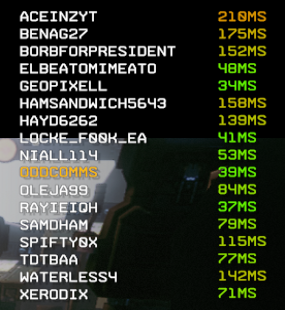 ACEINZYT 210MS
BENAG27 175MS
BORBFORPRESIDENT 152MS
ELBEATOMIMEATO 48MS
GEOPIXELL 34MS
HAMSANDWICH5643 158MS
HAYD6262 139MS
LOCKE_F00K_EA 41MS
NIALL114 53MS
ODDCOMMS 39MS
OLEJA99 84MS
RAYIEIGH 37MS
SAMDHAM 79MS
SPIFTY0X 115MS
TDTBAA 77MS
WATERLESS4 142MS
XERODIX 71MS